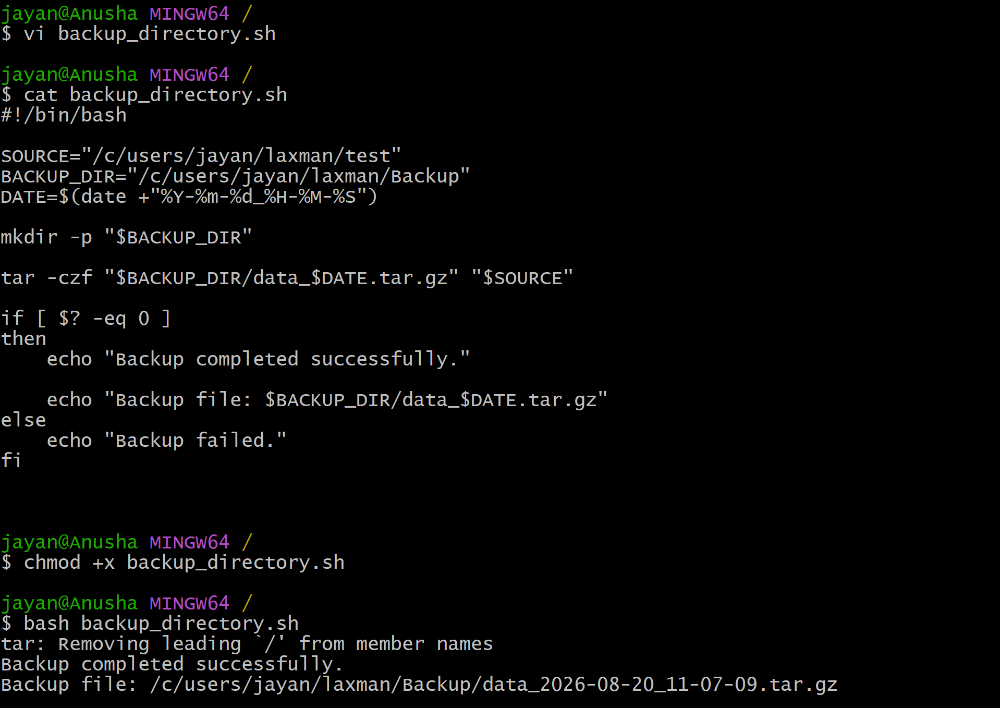 jayan@Anusha MINGW64 /
$ vi backup_directory.sh
jayan@Anusha MINGW64 /
$ cat backup_directory.sh
#!/bin/bash
SOURCE="/c/users/jayan/laxman/test"
BACKUP_DIR="/c/users/jayan/laxman/Backup"
DATE=$(date +"%Y-%m-%d_%H-%M-%S")
mkdir -p "$BACKUP_DIR"
tar -czf "$BACKUP_DIR/data_$DATE.tar.gz" "$SOURCE"
if [ $? -eq 0 ]
then
    echo "Backup completed successfully."
    echo "Backup file: $BACKUP_DIR/data_$DATE.tar.gz"
else
    echo "Backup failed."
fi
jayan@Anusha MINGW64 /
$ chmod +x backup_directory.sh
jayan@Anusha MINGW64 /
$ bash backup_directory.sh
tar: Removing leading `/' from member names
Backup completed successfully.
Backup file: /c/users/jayan/laxman/Backup/data_2026-08-20_11-07-09.tar.gz